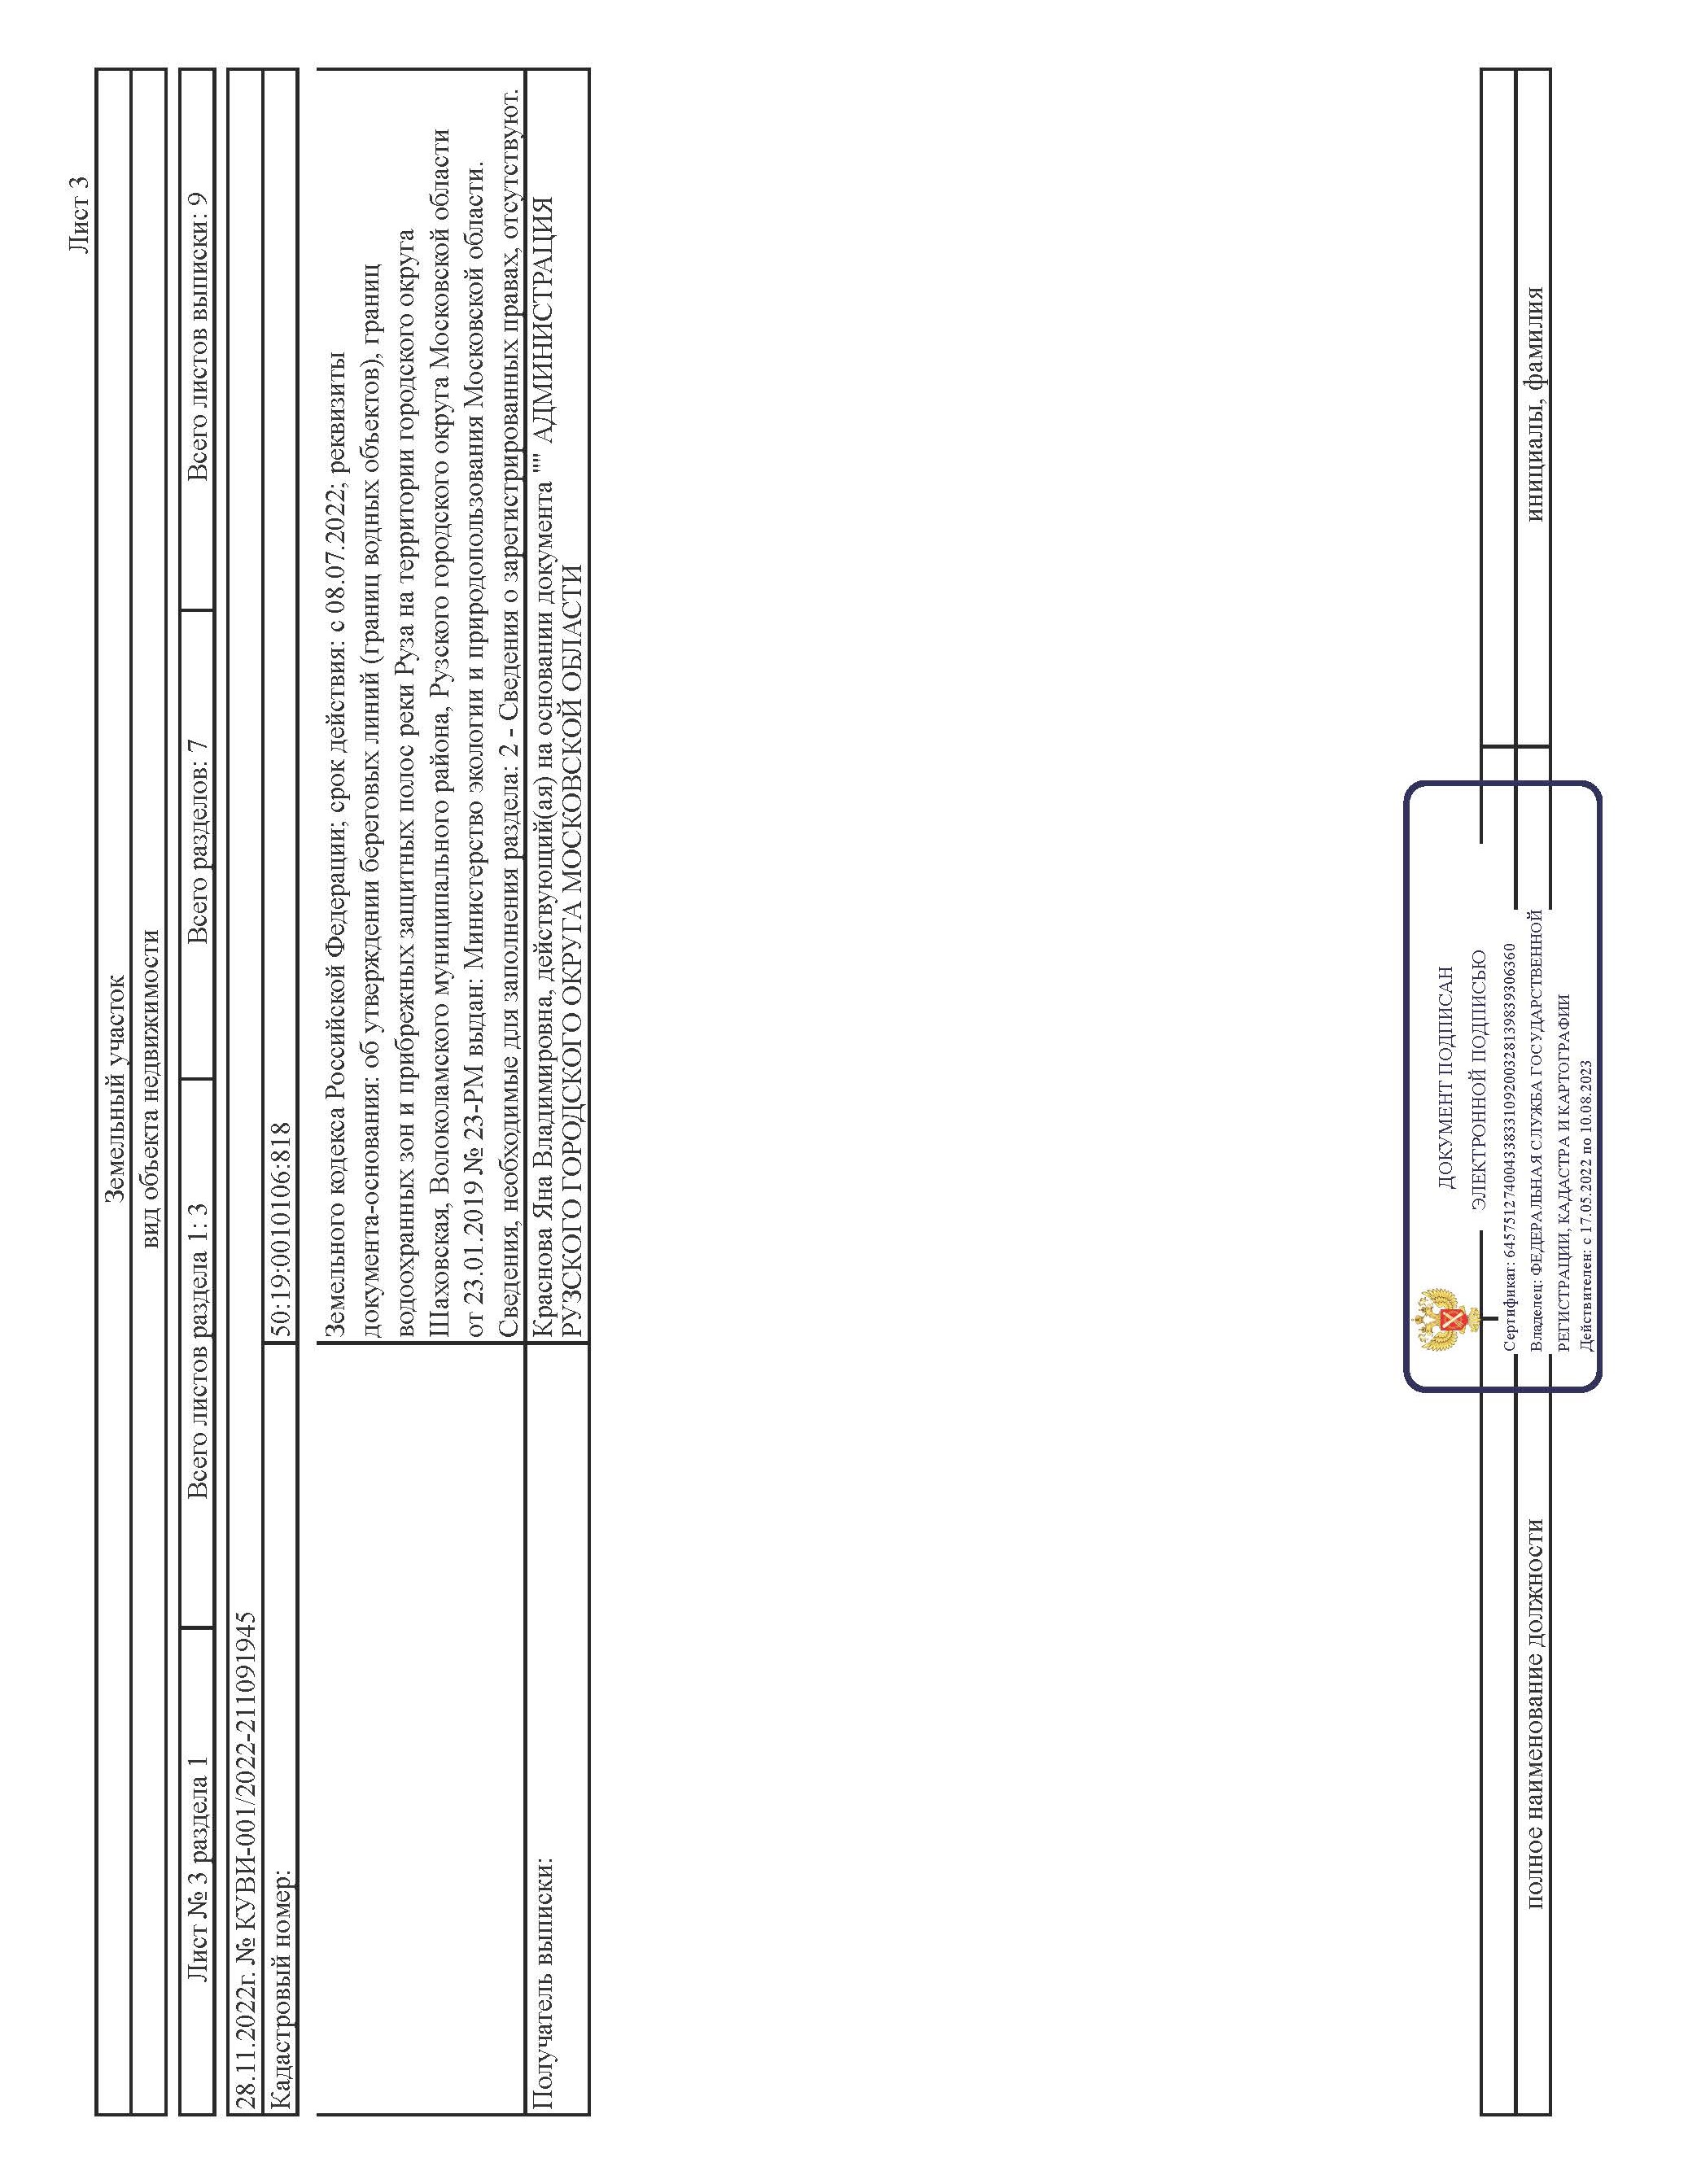 Лист 3
Земельный участок
вид объекта недвижимости
Лист № 3 раздела 1
Всего листов раздела 1: 3
Всего разделов: 7
Всего листов выписки: 9
28.11.2022г. № КУВИ-001/2022-211091945
Кадастровый номер:
50:19:0010106:818
Земельного кодекса Российской Федерации; срок действия: с 08.07.2022; реквизиты
документа-основания: об утверждении береговых линий (границ водных объектов), границ
водоохранных зон и прибрежных защитных полос реки Руза на территории городского округа
Шаховская, Волоколамского муниципального района, Рузского городского округа Московской области
от 23.01.2019 № 23-РМ выдан: Министерство экологии и природопользования Московской области.
Сведения, необходимые для заполнения раздела: 2 - Сведения о зарегистрированных правах, отсутствуют.
Получатель выписки:
Краснова Яна Владимировна, действующий(ая) на основании документа "" АДМИНИСТРАЦИЯ
РУЗСКОГО ГОРОДСКОГО ОКРУГА МОСКОВСКОЙ ОБЛАСТИ
ДОКУМЕНТ ПОДПИСАН
ЭЛЕКТРОННОЙ ПОДПИСЬЮ
Сертификат: 64575127400433833109200328139839306360
Владелец: ФЕДЕРАЛЬНАЯ СЛУЖБА ГОСУДАРСТВЕННОЙ
РЕГИСТРАЦИИ, КАДАСТРА И КАРТОГРАФИИ
Действителен: с 17.05.2022 по 10.08.2023
полное наименование должности
инициалы, фамилия